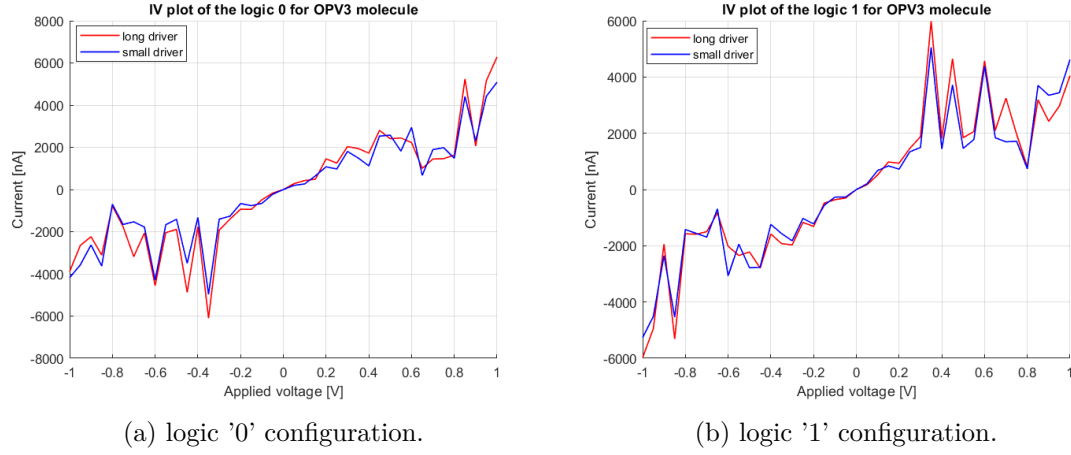 IV plot of the logic 0 for OPV3 molecule
8000
6000
4000
2000
0
-2000
-4000
-6000
-8000
Current [nA]
long driver
small driver
-1 -0.8 -0.6 -0.4 -0.2 0 0.2 0.4 0.6 0.8 1
Applied voltage [V]
(a) logic '0' configuration.
IV plot of the logic 1 for OPV3 molecule
6000
4000
2000
0
-2000
-4000
-6000
Current [nA]
long driver
small driver
-1 -0.8 -0.6 -0.4 -0.2 0 0.2 0.4 0.6 0.8 1
Applied voltage [V]
(b) logic '1' configuration.